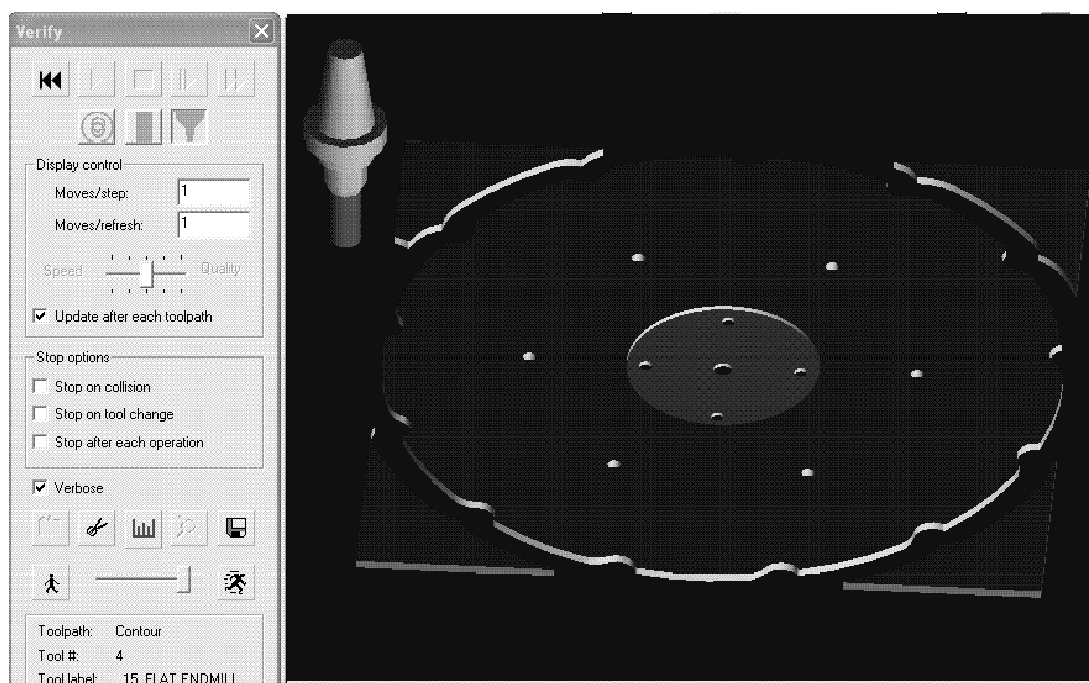 Verify
Display control
Moves/step: 1
Moves/refresh: 1
Speed Quality
Update after each toolpath
Stop options
Stop on collision
Stop on tool change
Stop after each operation
Verbose
Toolpath: Contour
Tool #: 4
Tool label: .15 FLAT ENDMILL